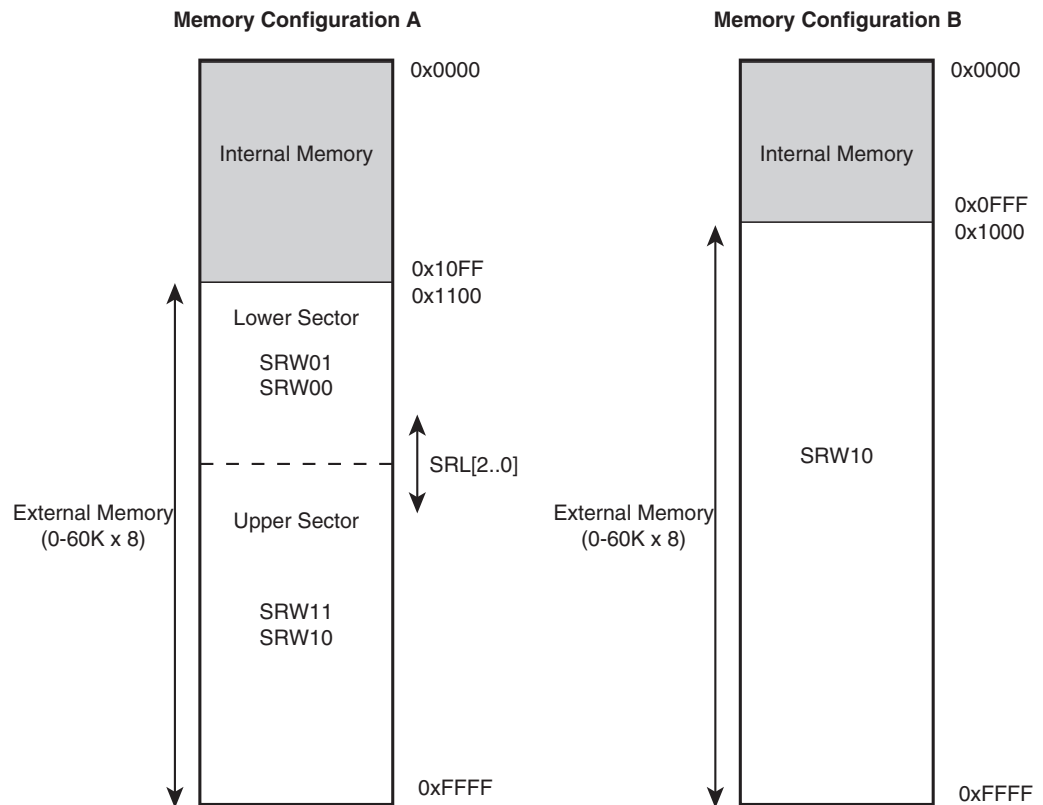 Memory Configuration A
0x0000
Internal Memory
0x10FF
0x1100
Lower Sector
SRW01
SRW00
SRL[2..0]
External Memory
(0-60K x 8)
Upper Sector
SRW11
SRW10
0xFFFF
Memory Configuration B
0x0000
Internal Memory
0x0FFF
0x1000
SRW10
External Memory
(0-60K x 8)
0xFFFF